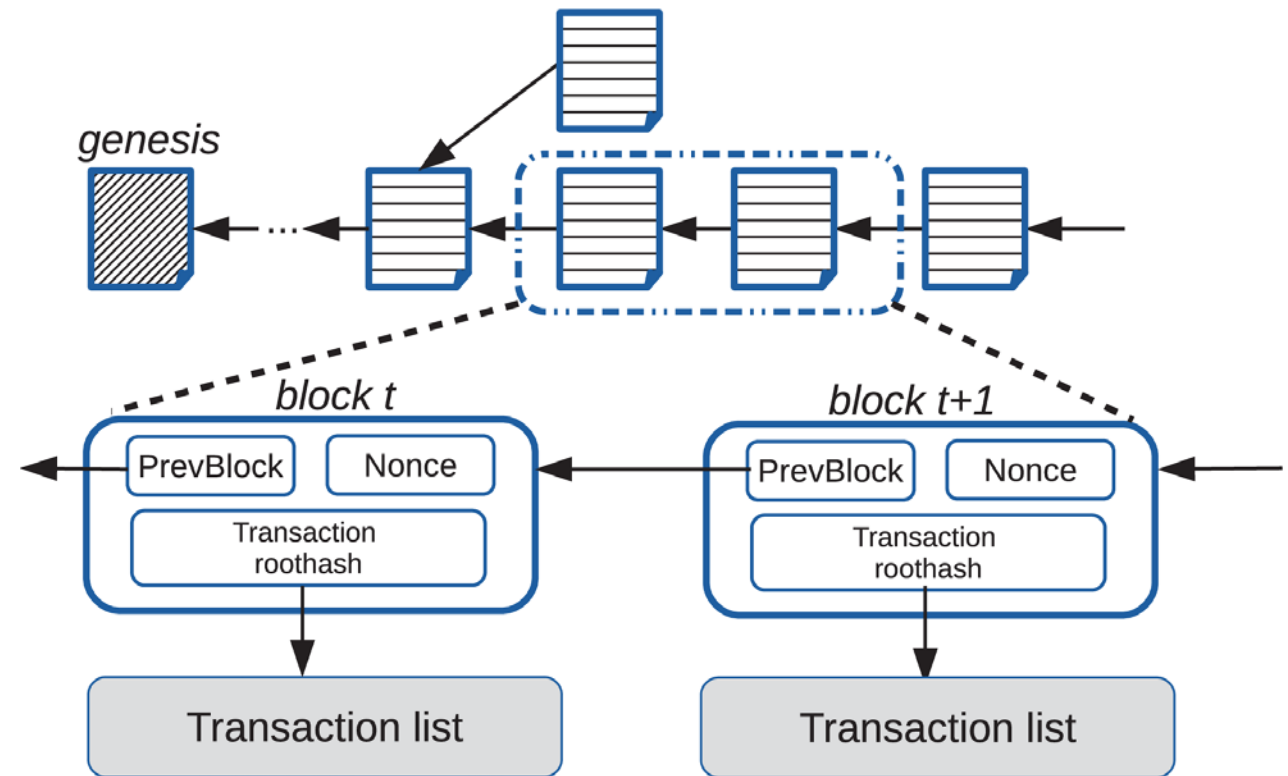 genesis
...
block t
block t+1
PrevBlock
Nonce
Transaction
roothash
PrevBlock
Nonce
Transaction
roothash
Transaction list
Transaction list